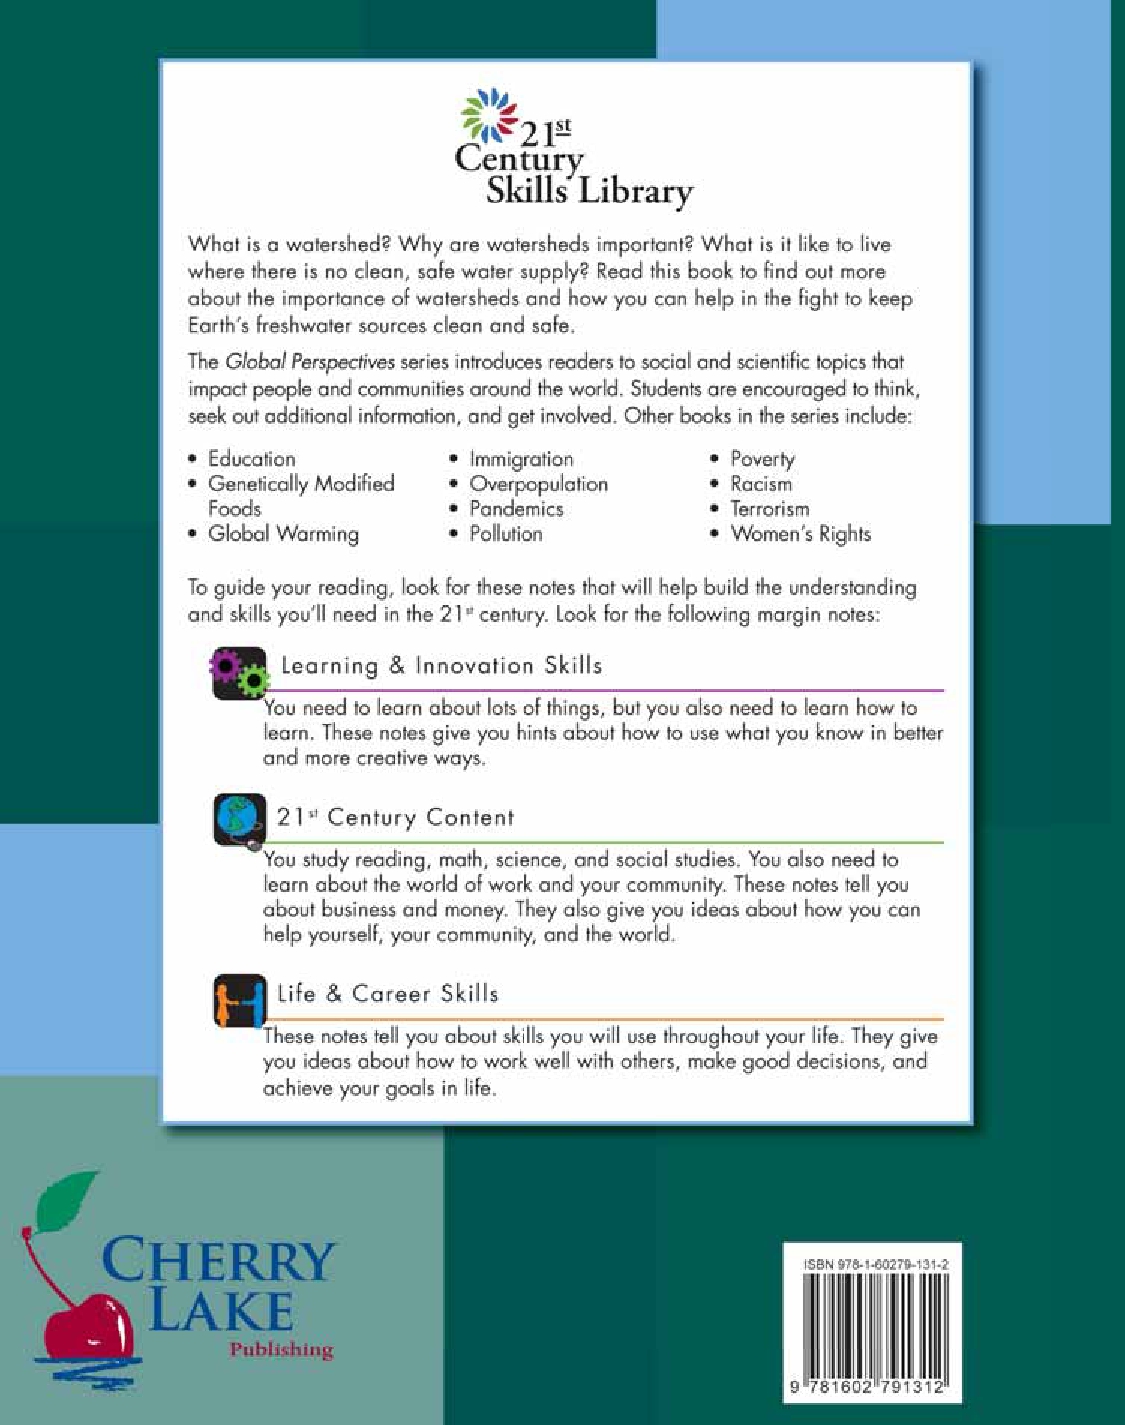 21st
Century
Skills Library
What is a watershed? Why are watersheds important? What is it like to live
where there is no clean, safe water supply? Read this book to find out more
about the importance of watersheds and how you can help in the fight to keep
Earth's freshwater sources clean and safe.
The Global Perspectives series introduces readers to social and scientific topics that
impact people and communities around the world. Students are encouraged to think,
seek out additional information, and get involved. Other books in the series include:
• Education
• Genetically Modified
Foods
• Global Warming
• Immigration
• Overpopulation
• Pandemics
• Pollution
• Poverty
• Racism
• Terrorism
• Women's Rights
To guide your reading, look for these notes that will help build the understanding
and skills you'll need in the 21st century. Look for the following margin notes:
Learning & Innovation Skills
You need to learn about lots of things, but you also need to learn how to
learn. These notes give you hints about how to use what you know in better
and more creative ways.
21st Century Content
You study reading, math, science, and social studies. You also need to
learn about the world of work and your community. These notes tell you
about business and money. They also give you ideas about how you can
help yourself, your community, and the world.
Life & Career Skills
These notes tell you about skills you will use throughout your life. They give
you ideas about how to work well with others, make good decisions, and
achieve your goals in life.
CHERRY
LAKE
Publishing
ISBN 978-1-60279-131-2
9 781602 791312